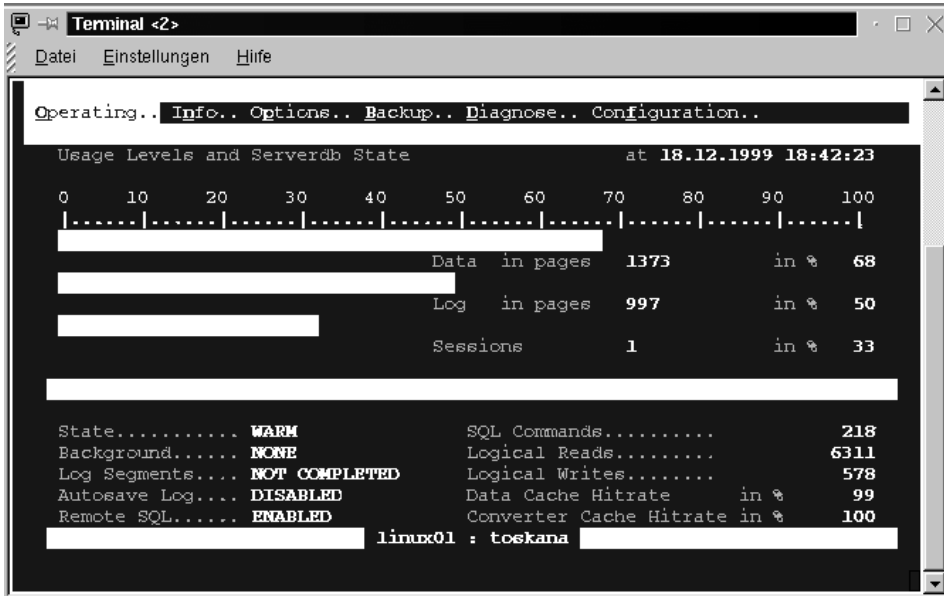 Terminal <2>
Datei Einstellungen Hilfe
Operating.. Info.. Options.. Backup.. Diagnose.. Configuration..
Usage Levels and Serverdb State at 18.12.1999 18:42:23
0 10 20 30 40 50 60 70 80 90 100
|......|......|......|......|......|......|......|......|......|......|
Data in pages 1373 in % 68
Log in pages 997 in % 50
Sessions 1 in % 33
State........... WARM SQL Commands.......... 218
Background...... NONE Logical Reads......... 6311
Log Segments.... NOT COMPLETED Logical Writes........ 578
Autosave Log.... DISABLED Data Cache Hitrate in % 99
Remote SQL...... ENABLED Converter Cache Hitrate in % 100
linux01 : toskana